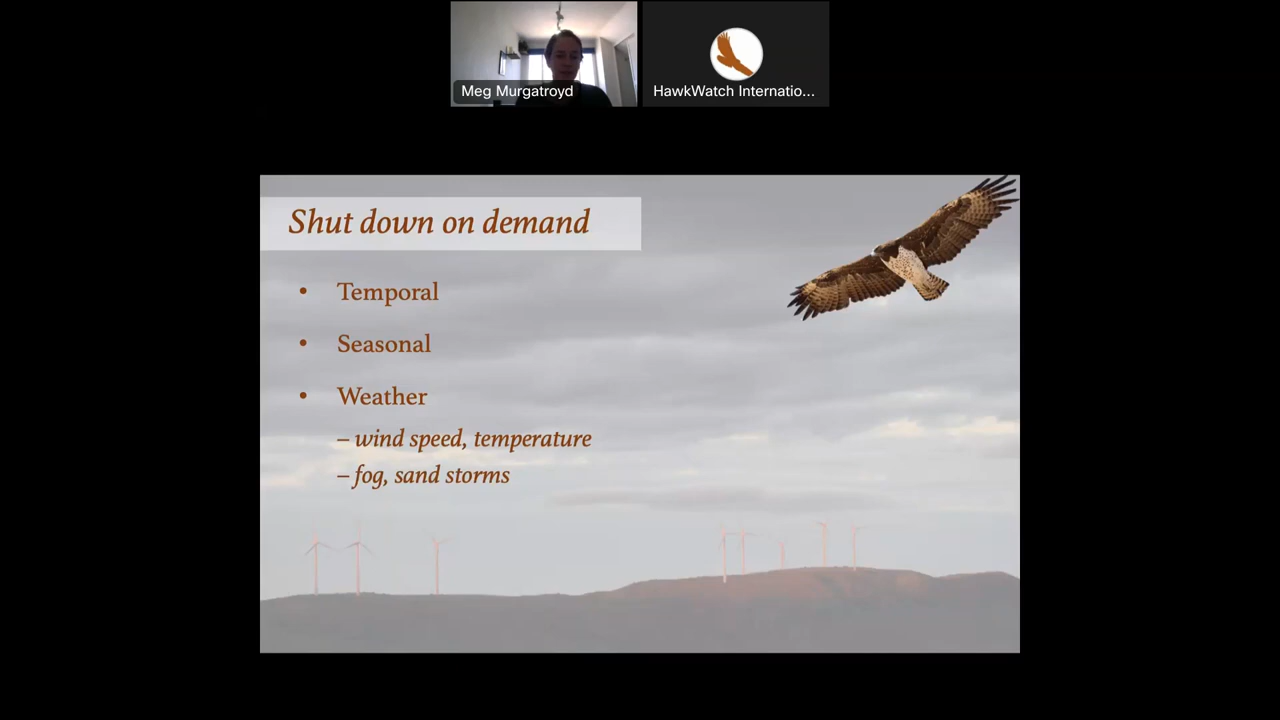 Meg Murgatroyd
HawkWatch Internatio...
Shut down on demand
• Temporal
• Seasonal
• Weather
– wind speed, temperature
– fog, sand storms